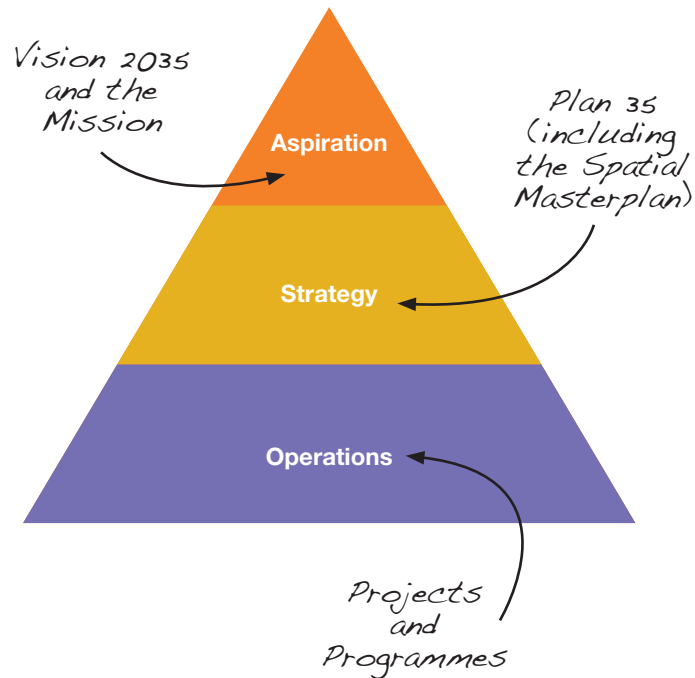 Vision 2035
and the
Mission
Aspiration
Plan 35
(including
the Spatial
Masterplan)
Strategy
Operations
Projects
and
Programmes